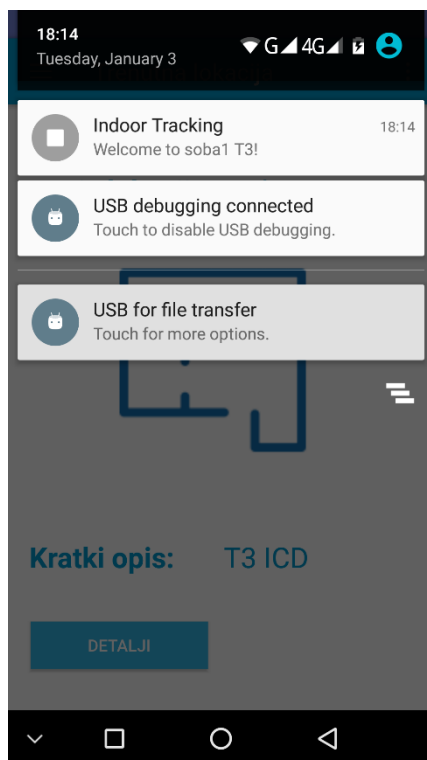 18:14
Tuesday, January 3
G 4G
Indoor Tracking
18:14
Welcome to soba1 T3!
USB debugging connected
Touch to disable USB debugging.
USB for file transfer
Touch for more options.
Kratki opis:
T3 ICD
DETALJI